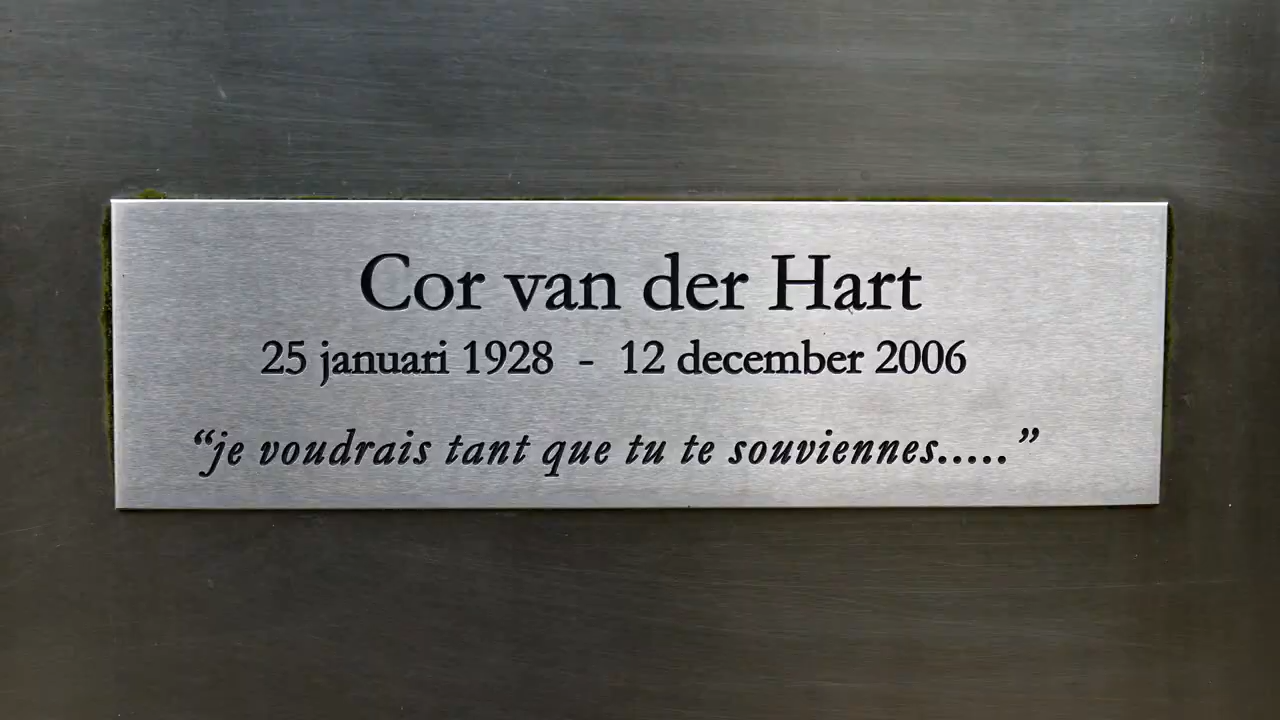 Cor van der Hart
25 januari 1928 - 12 december 2006
“je voudrais tant que tu te souviennes.....”